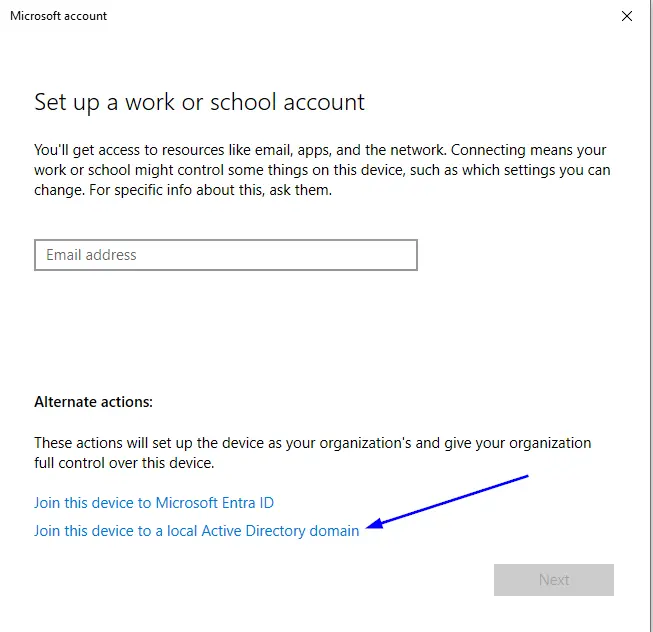 Microsoft account
Set up a work or school account
You'll get access to resources like email, apps, and the network. Connecting means your
work or school might control some things on this device, such as which settings you can
change. For specific info about this, ask them.
Email address
Alternate actions:
These actions will set up the device as your organization's and give your organization
full control over this device.
Join this device to Microsoft Entra ID
Join this device to a local Active Directory domain
Next